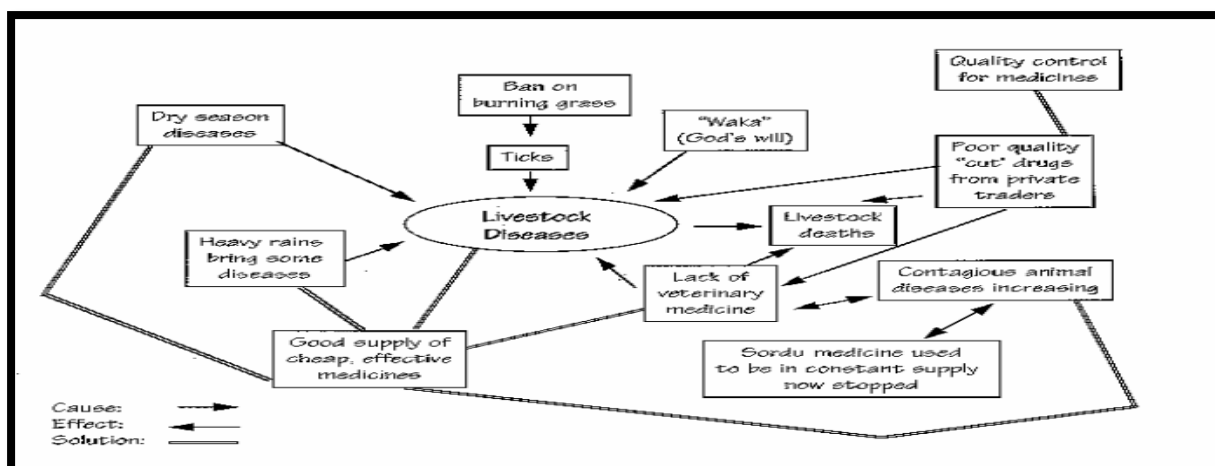 Quality control
for medicines
Ban on
burning grass
Dry season
diseases
"Waka"
(God's will)
Poor quality
"cut" drugs
from private
traders
Ticks
Livestock
Diseases
Livestock
deaths
Heavy rains
bring some
diseases
Lack of
veterinary
medicine
Contagious animal
diseases increasing
Good supply of
cheap, effective
medicines
Sordu medicine used
to be in constant supply
now stopped
Cause:
Effect:
Solution: